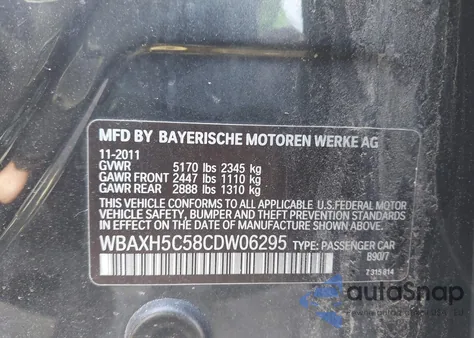 MFD BY BAYERISCHE MOTOREN WERKE AG
11-2011
GVWR 5170 lbs 2345 kg
GAWR FRONT 2447 lbs 1110 kg
GAWR REAR 2888 lbs 1310 kg
THIS VEHICLE CONFORMS TO ALL APPLICABLE U.S.FEDERAL MOTOR
VEHICLE SAFETY, BUMPER, AND THEFT PREVENTION STANDARDS
IN EFFECT ON THE DATE OF MANUFACTURE SHOWN ABOVE.
WBAXH5C58CDW06295 TYPE: PASSENGER CAR
B90/7
7 315 814
autoSnap